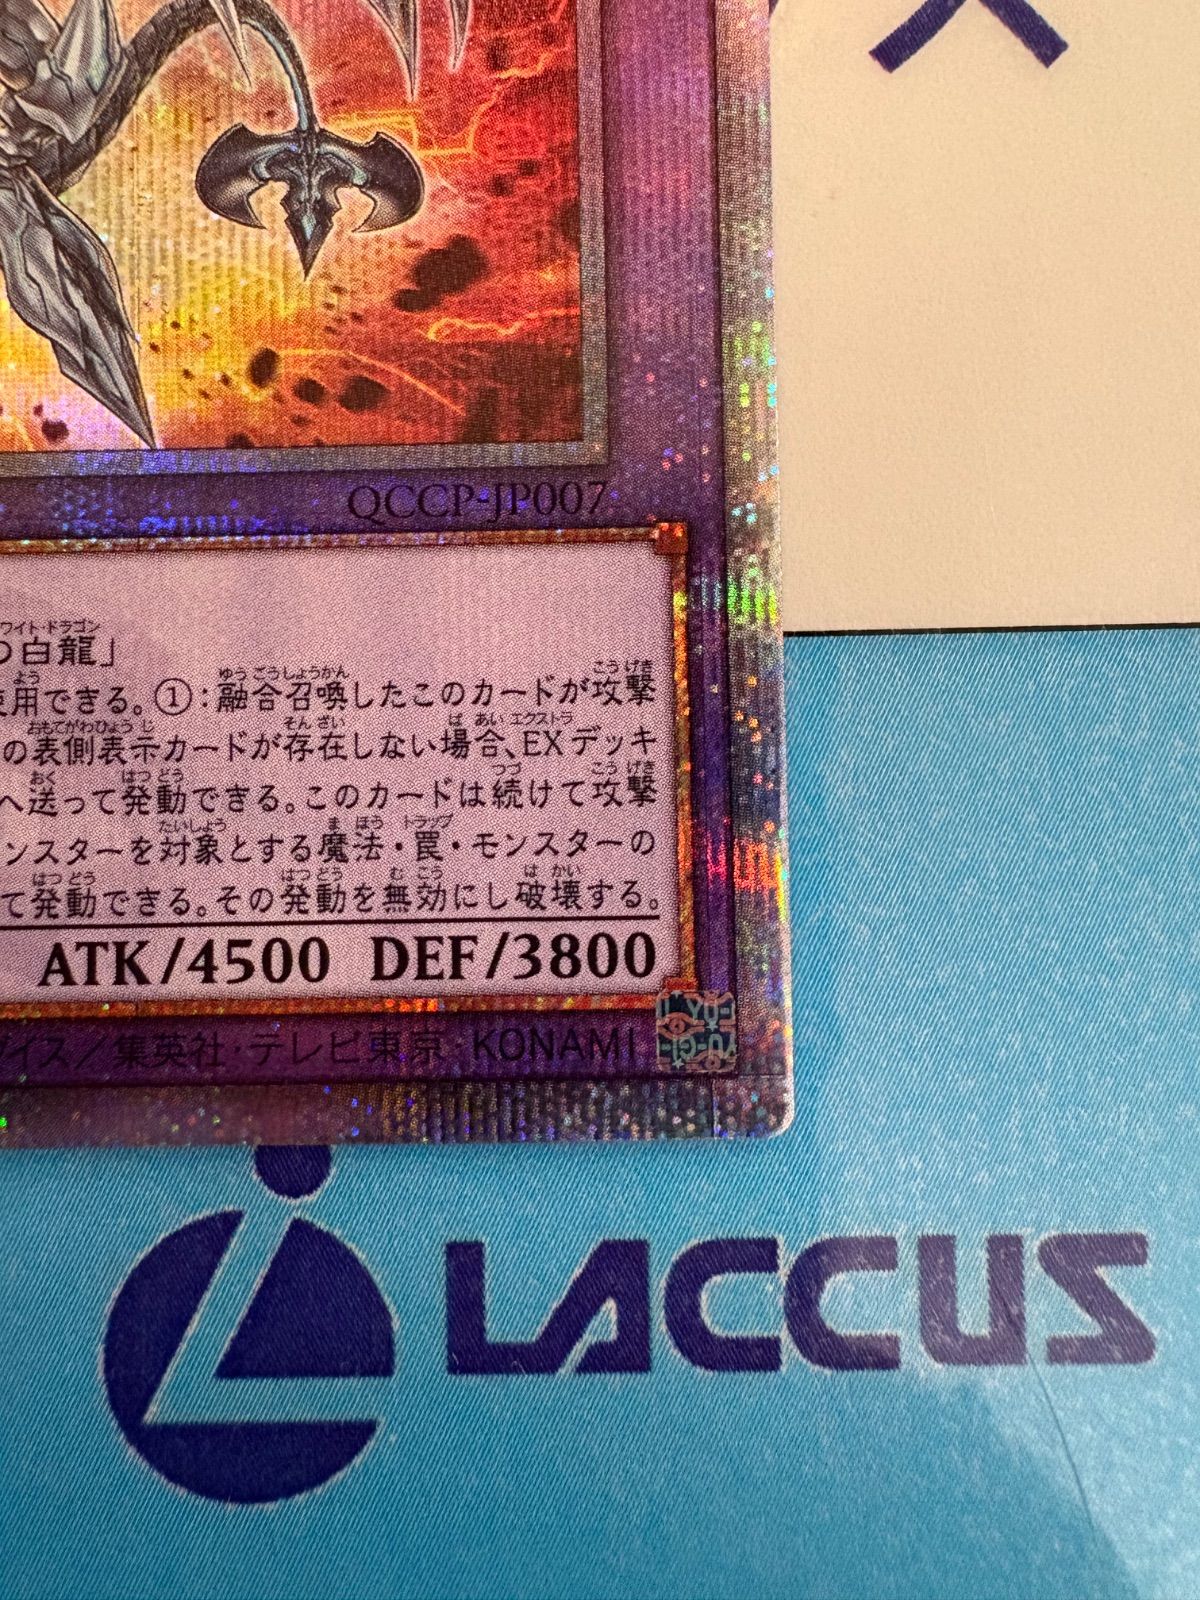 QCCP-JP007
ワイト・ドラゴン
白龍」
よう ゆうごうしょうかん こうげき
使用できる。①：融合召喚したこのカードが攻撃
おもてがわひょうじ そんざい ばあい エクストラ
の表側表示カードが存在しない場合、EXデッキ
おく はつどう つづ こうげき
へ送って発動できる。このカードは続けて攻撃
たいしょう まほう トラップ
ンスターを対象とする魔法・罠・モンスターの
はつどう はつどう むこう はかい
て発動できる。その発動を無効にし破壊する。
ATK/4500 DEF/3800
イス／集英社・テレビ東京・KONAMI
LACCUS